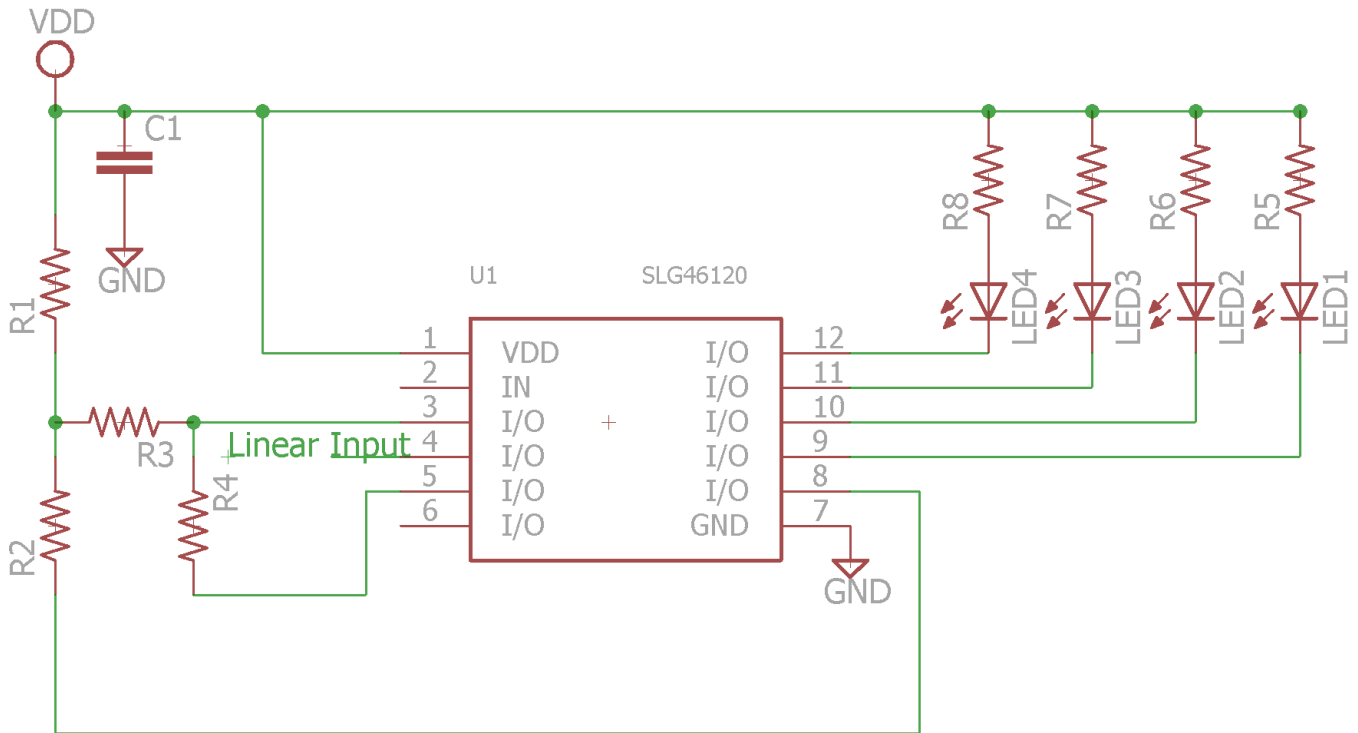 VDD
C1
GND
R1
R2
R3
R4
Linear Input
U1
SLG46120
1
2
3
4
5
6
VDD
IN
I/O
I/O
I/O
I/O
I/O
I/O
I/O
I/O
I/O
GND
12
11
10
9
8
7
GND
R8
R7
R6
R5
LED4
LED3
LED2
LED1